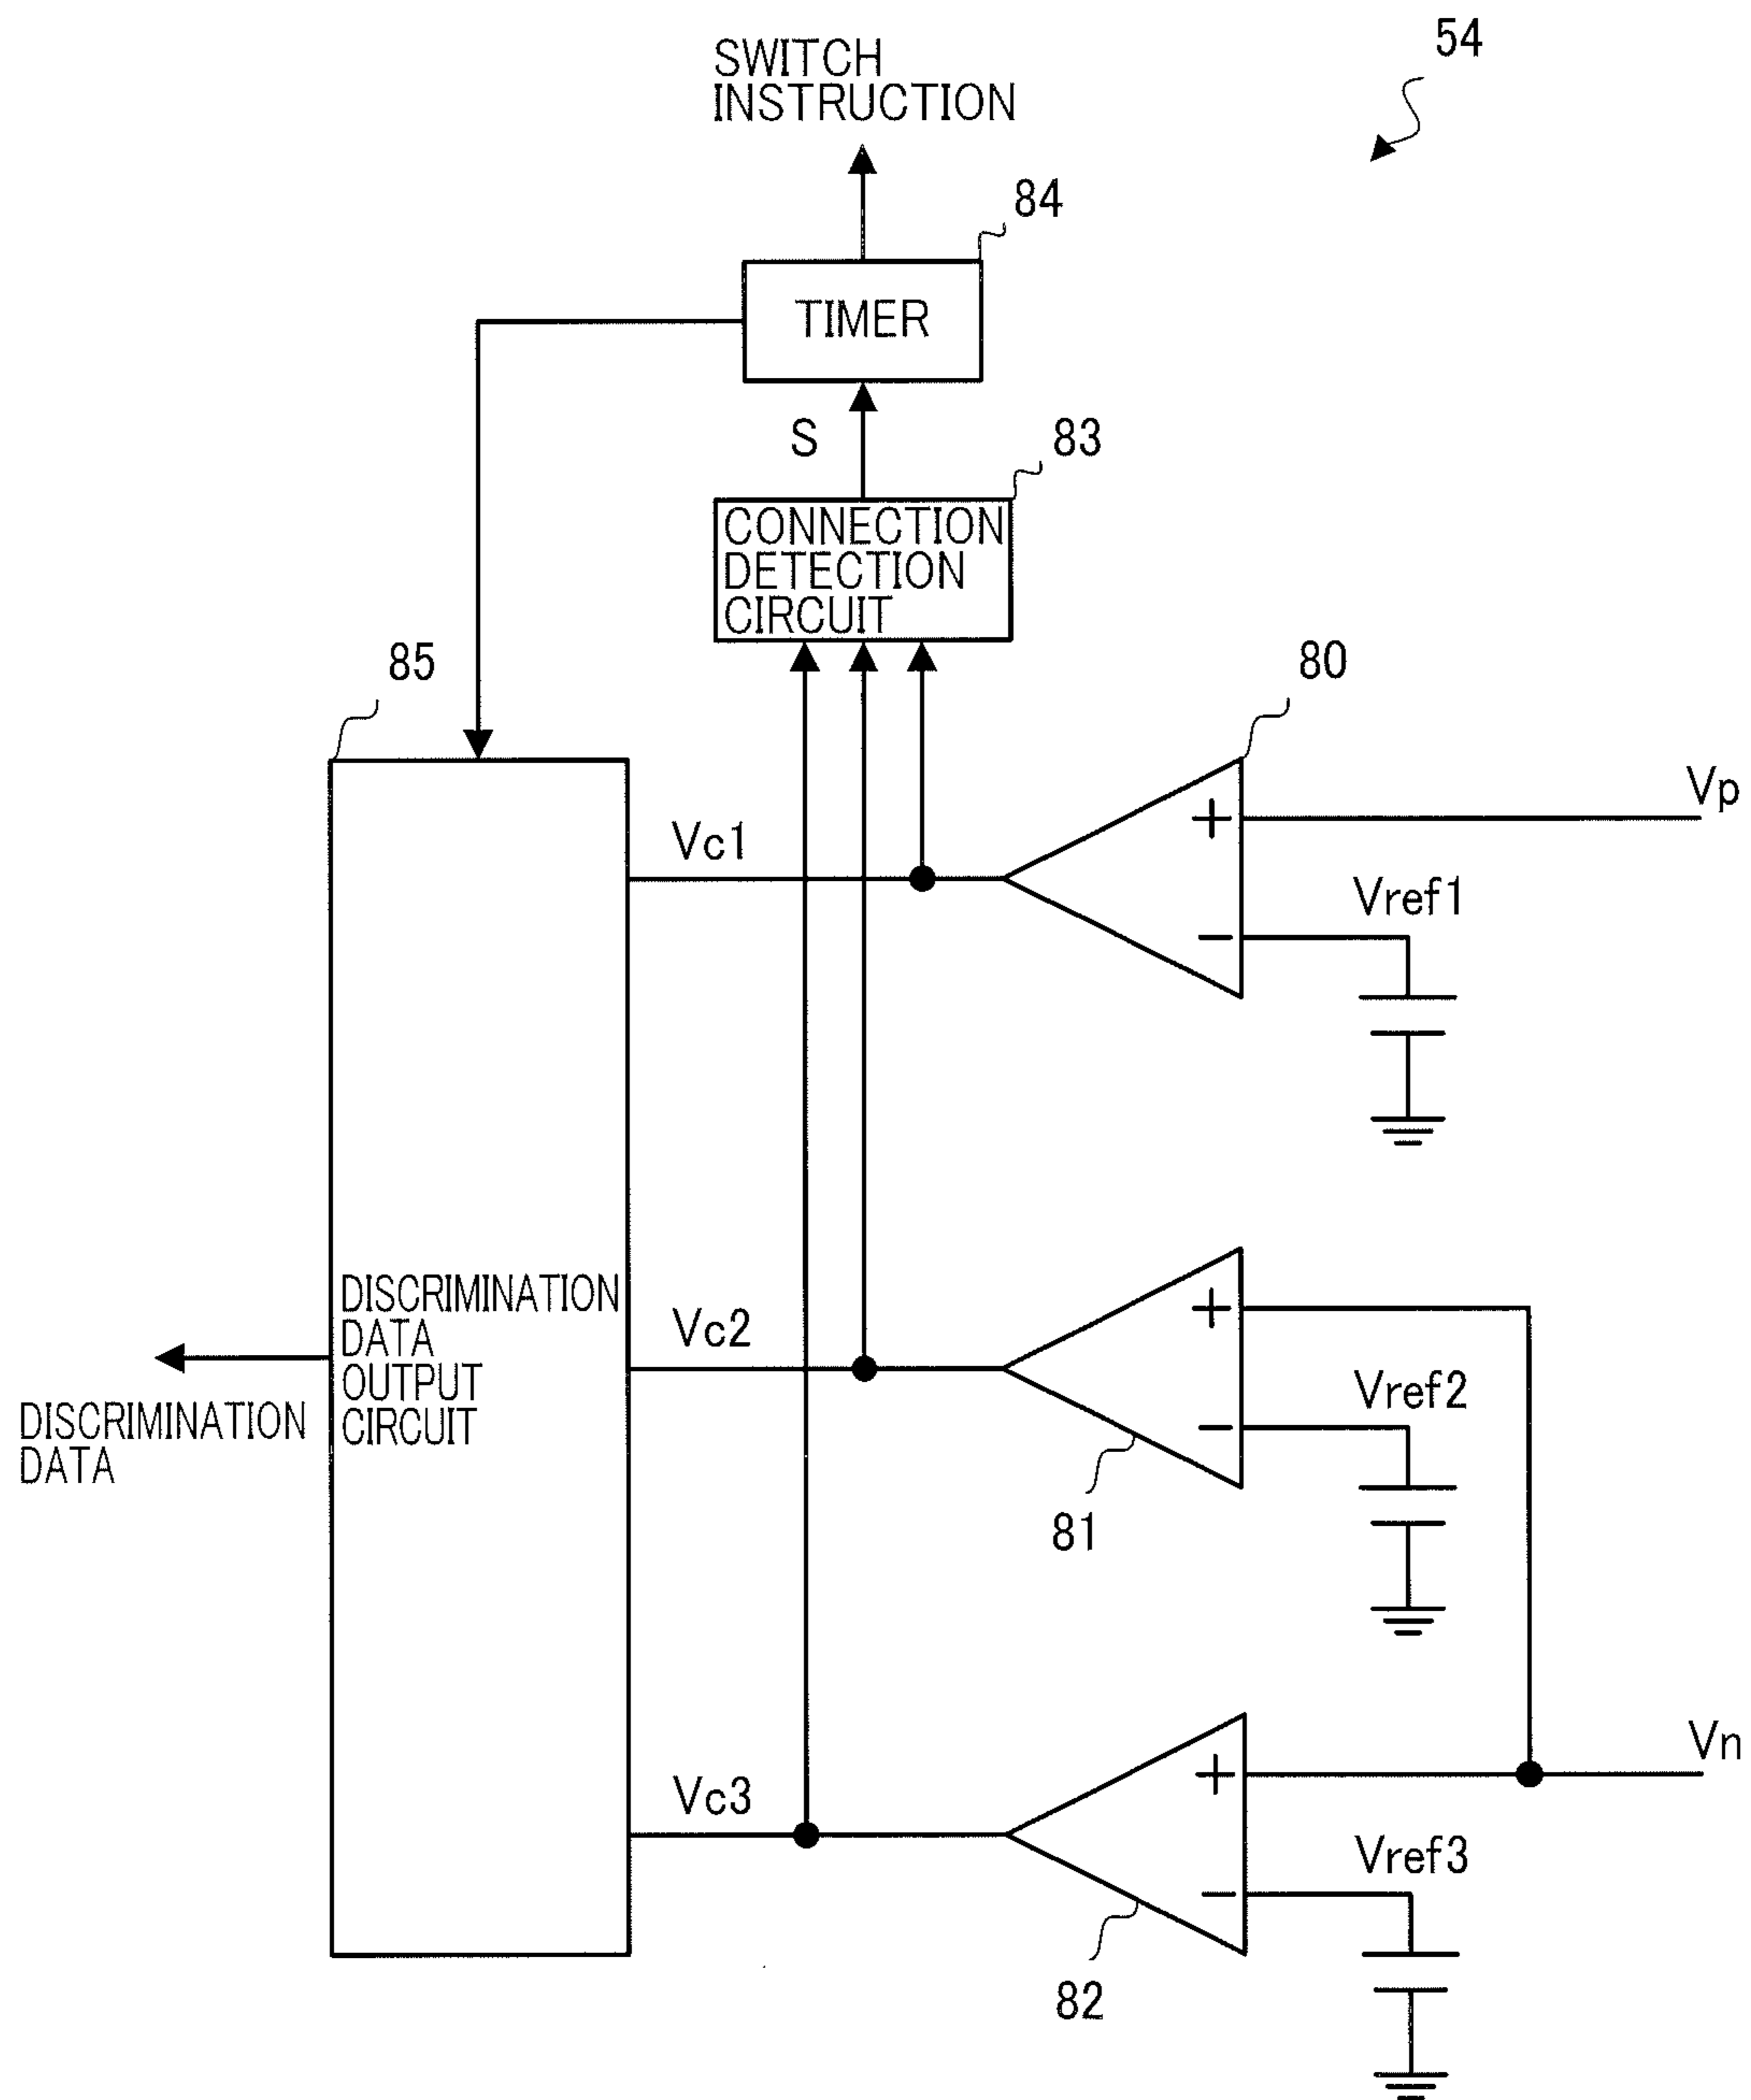 54
SWITCH
INSTRUCTION
84
TIMER
S
83
CONNECTION
DETECTION
CIRCUIT
85
80
Vp
+
Vc1
Vref1
−
DISCRIMINATION
DATA
OUTPUT
CIRCUIT
DISCRIMINATION
DATA
Vc2
+
Vref2
−
81
Vn
Vc3
+
Vref3
−
82